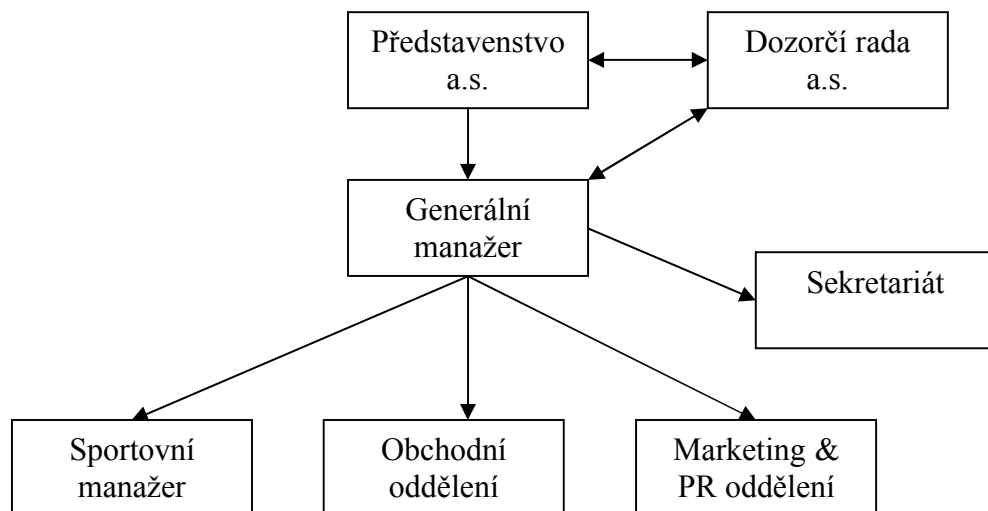 Představenstvo
a.s.
Dozorčí rada
a.s.
Generální
manažer
Sekretariát
Sportovní
manažer
Obchodní
oddělení
Marketing &
PR oddělení